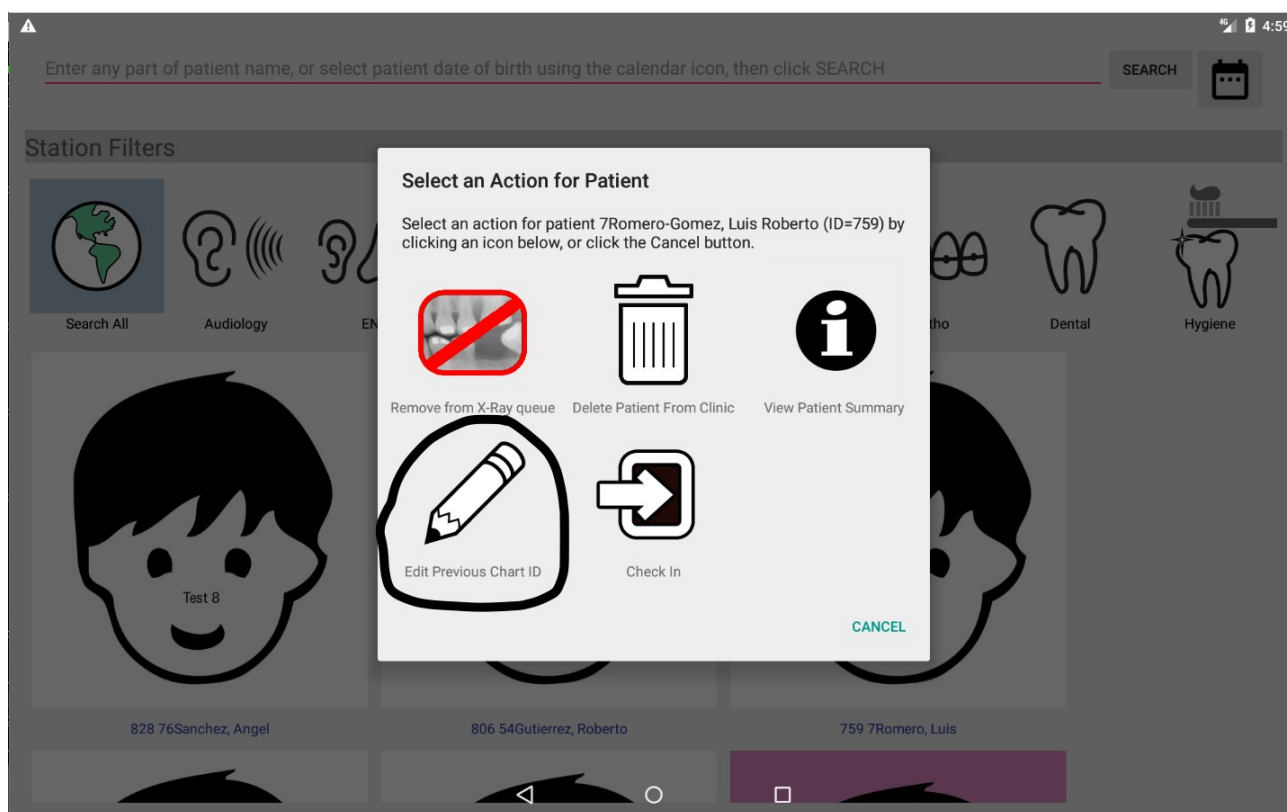 4G 4:59
Enter any part of patient name, or select patient date of birth using the calendar icon, then click SEARCH
SEARCH
Station Filters
Select an Action for Patient
Select an action for patient 7Romero-Gomez, Luis Roberto (ID=759) by
clicking an icon below, or click the Cancel button.
Search All
Audiology
EN
tho
Dental
Hygiene
Remove from X-Ray queue
Delete Patient From Clinic
View Patient Summary
Edit Previous Chart ID
Check In
Test 8
CANCEL
828 76Sanchez, Angel
806 54Gutierrez, Roberto
759 7Romero, Luis